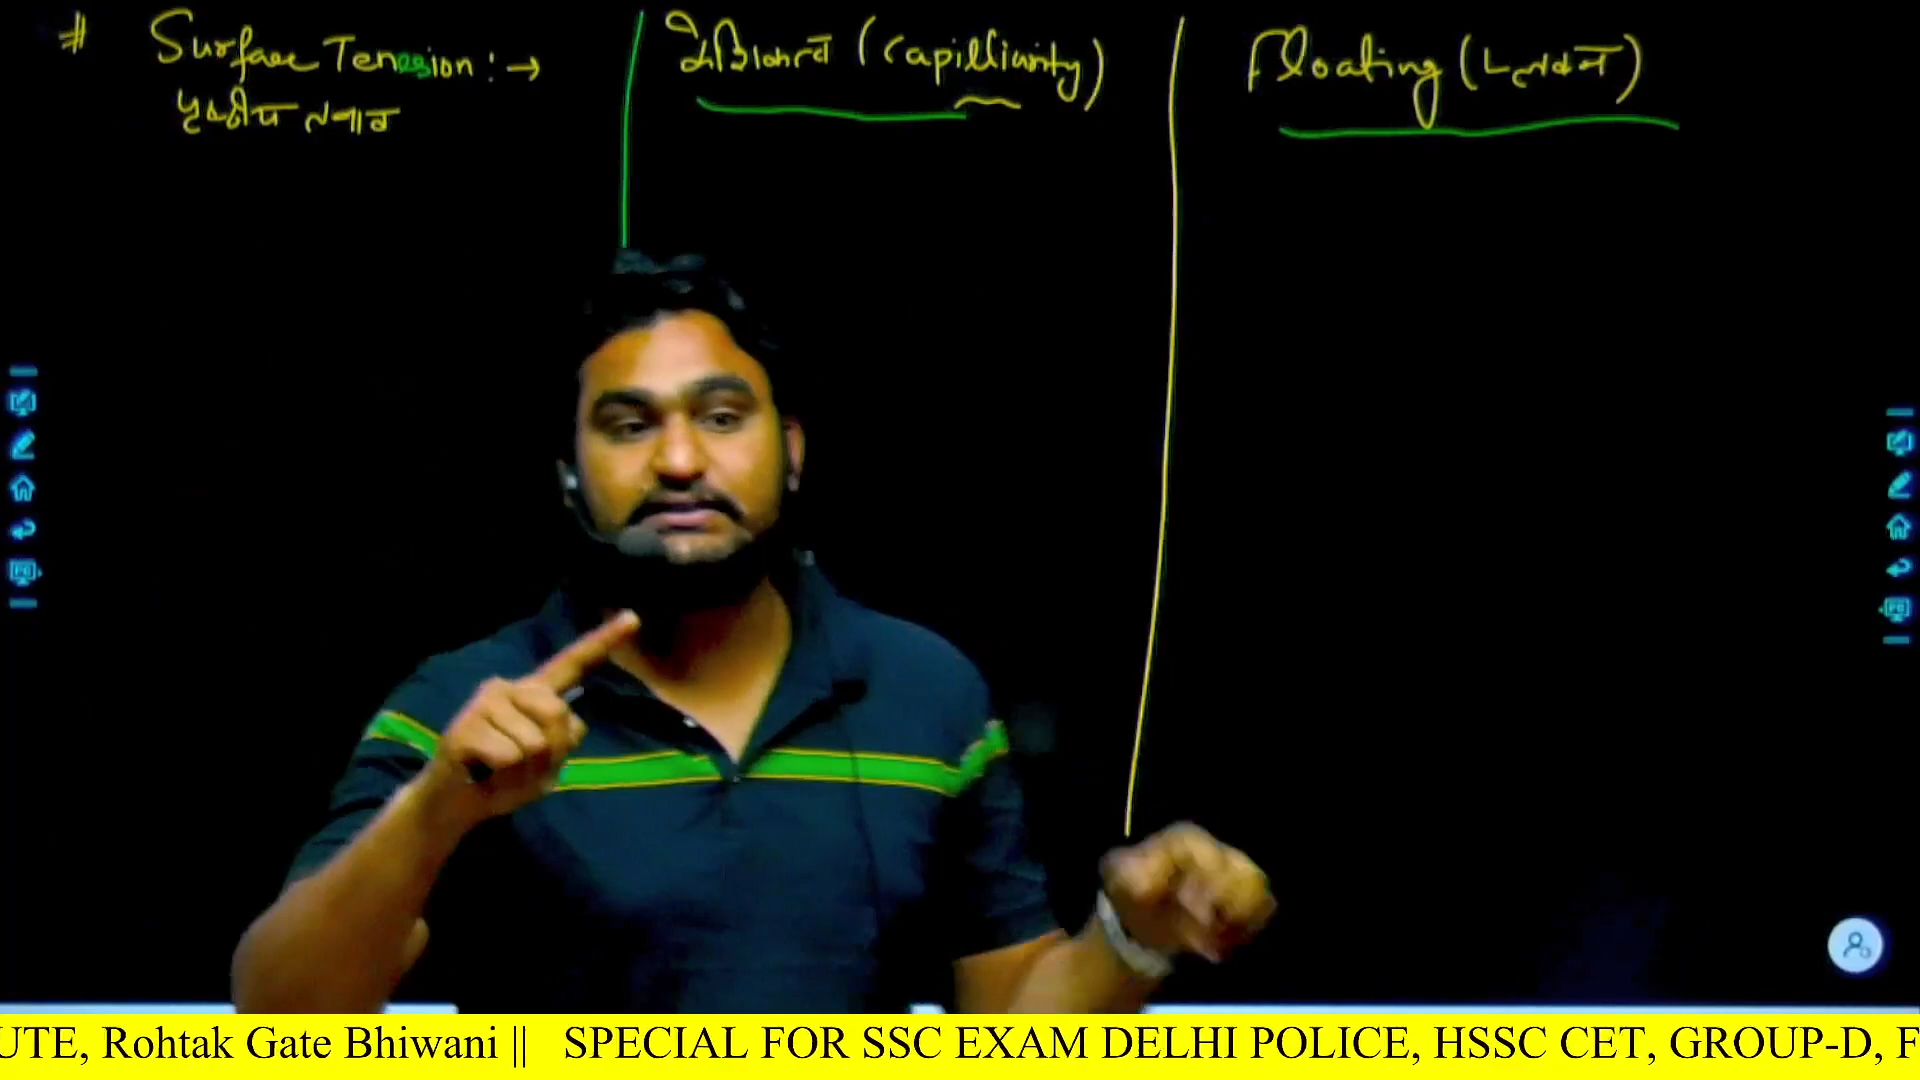 # Surface Tension :→
पृष्ठीय तनाव
केशिकत्व (Capilliarity)
Floating (प्लवन)
UTE, Rohtak Gate Bhiwani || SPECIAL FOR SSC EXAM DELHI POLICE, HSSC CET, GROUP-D, F